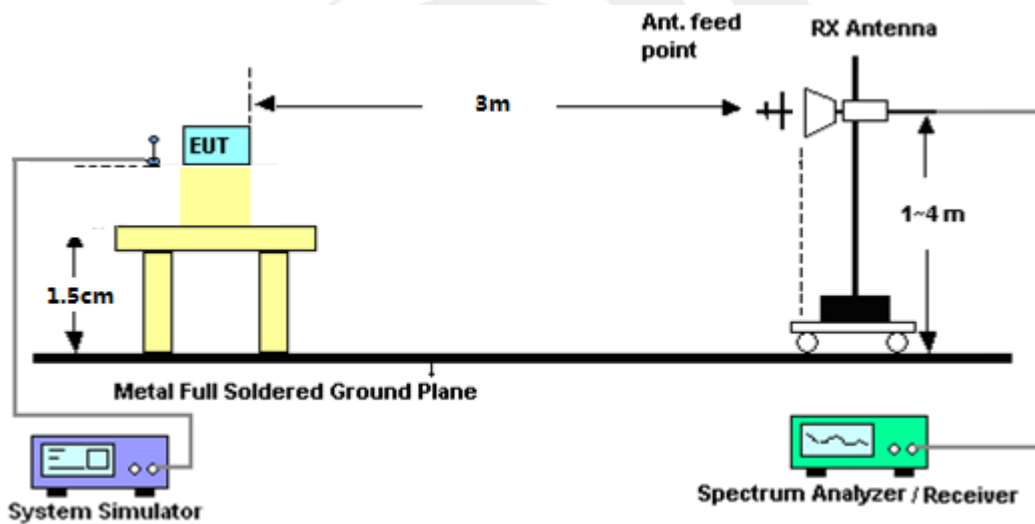 Ant. feed
point
RX Antenna
3m
EUT
1~4 m
1.5cm
Metal Full Soldered Ground Plane
System Simulator
Spectrum Analyzer / Receiver